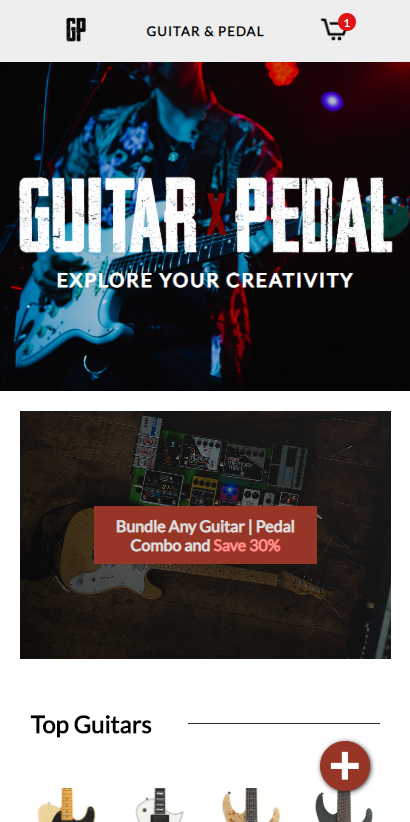 GP
GUITAR & PEDAL
1
GUITAR X PEDAL
EXPLORE YOUR CREATIVITY
MEMORY
Bundle Any Guitar | Pedal
Combo and Save 30%
Top Guitars